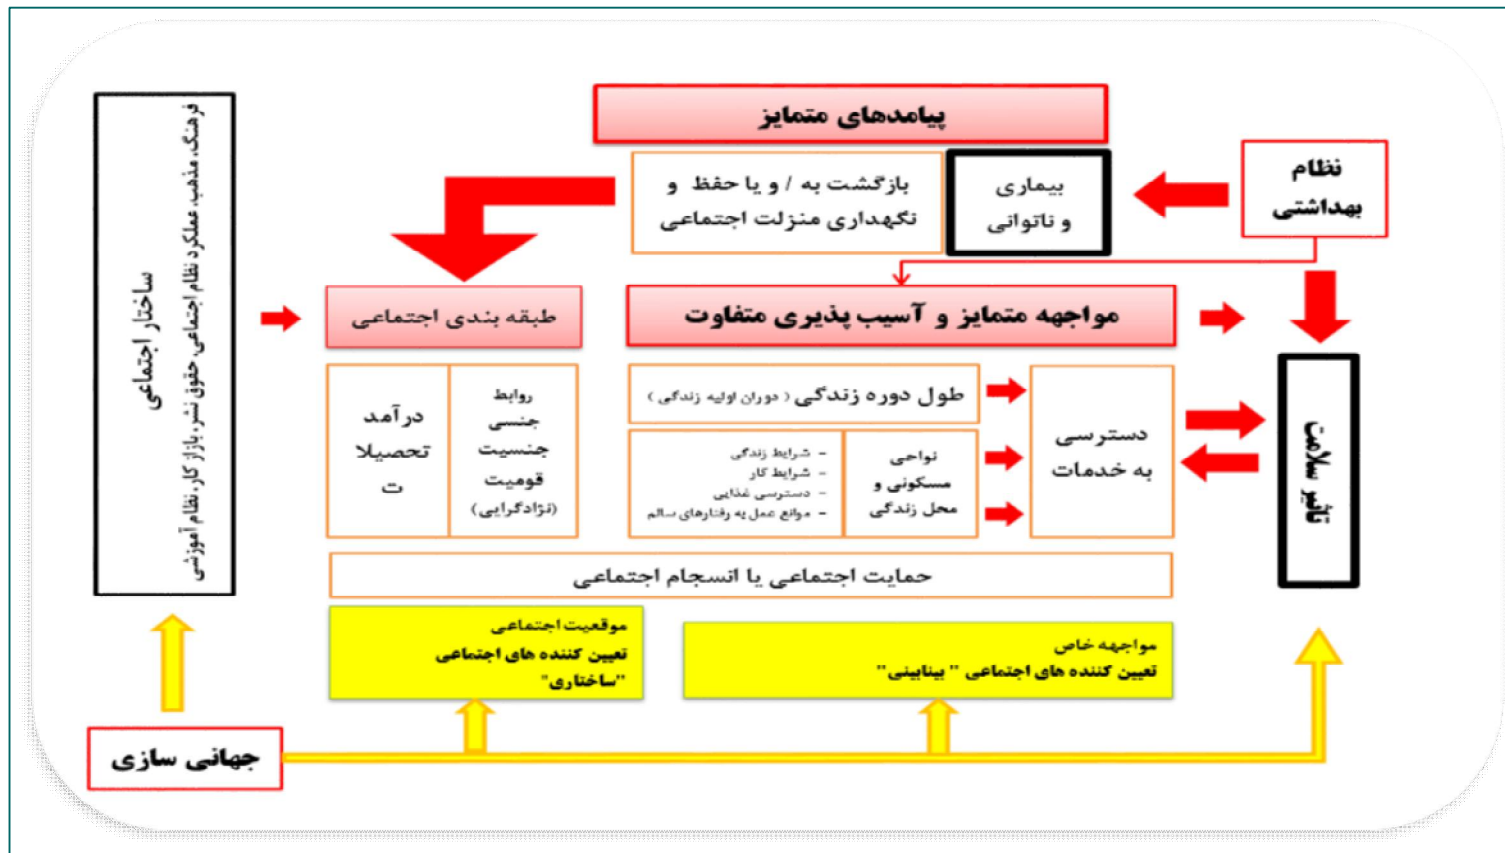 پیامدهای متمایز
نظام
بهداشتی
بیماری
و ناتوانی
بازگشت به / و یا حفظ و
نگهداری منزلت اجتماعی
ساختار اجتماعی
فرهنگ، مذهب، عملکرد نظام اجتماعی، حقوق نشر، بازار کار، نظام آموزشی
مواجهه متمایز و آسیب پذیری متفاوت
طبقه بندی اجتماعی
طول دوره زندگی ( دوران اولیه زندگی )
دسترسی
به خدمات
تاثیر سلامت
نواحی
مسکونی و
محل زندگی
- شرایط زندگی
- شرایط کار
- دسترسی غذایی
- موانع عمل به رفتارهای سالم
روابط
جنسی
جنسیت
قومیت
(نژادگرایی)
درآمد
تحصیلا
ت
حمایت اجتماعی یا انسجام اجتماعی
مواجهه خاص
تعیین کننده های اجتماعی " بینابینی"
موقعیت اجتماعی
تعیین کننده های اجتماعی
"ساختاری"
جهانی سازی